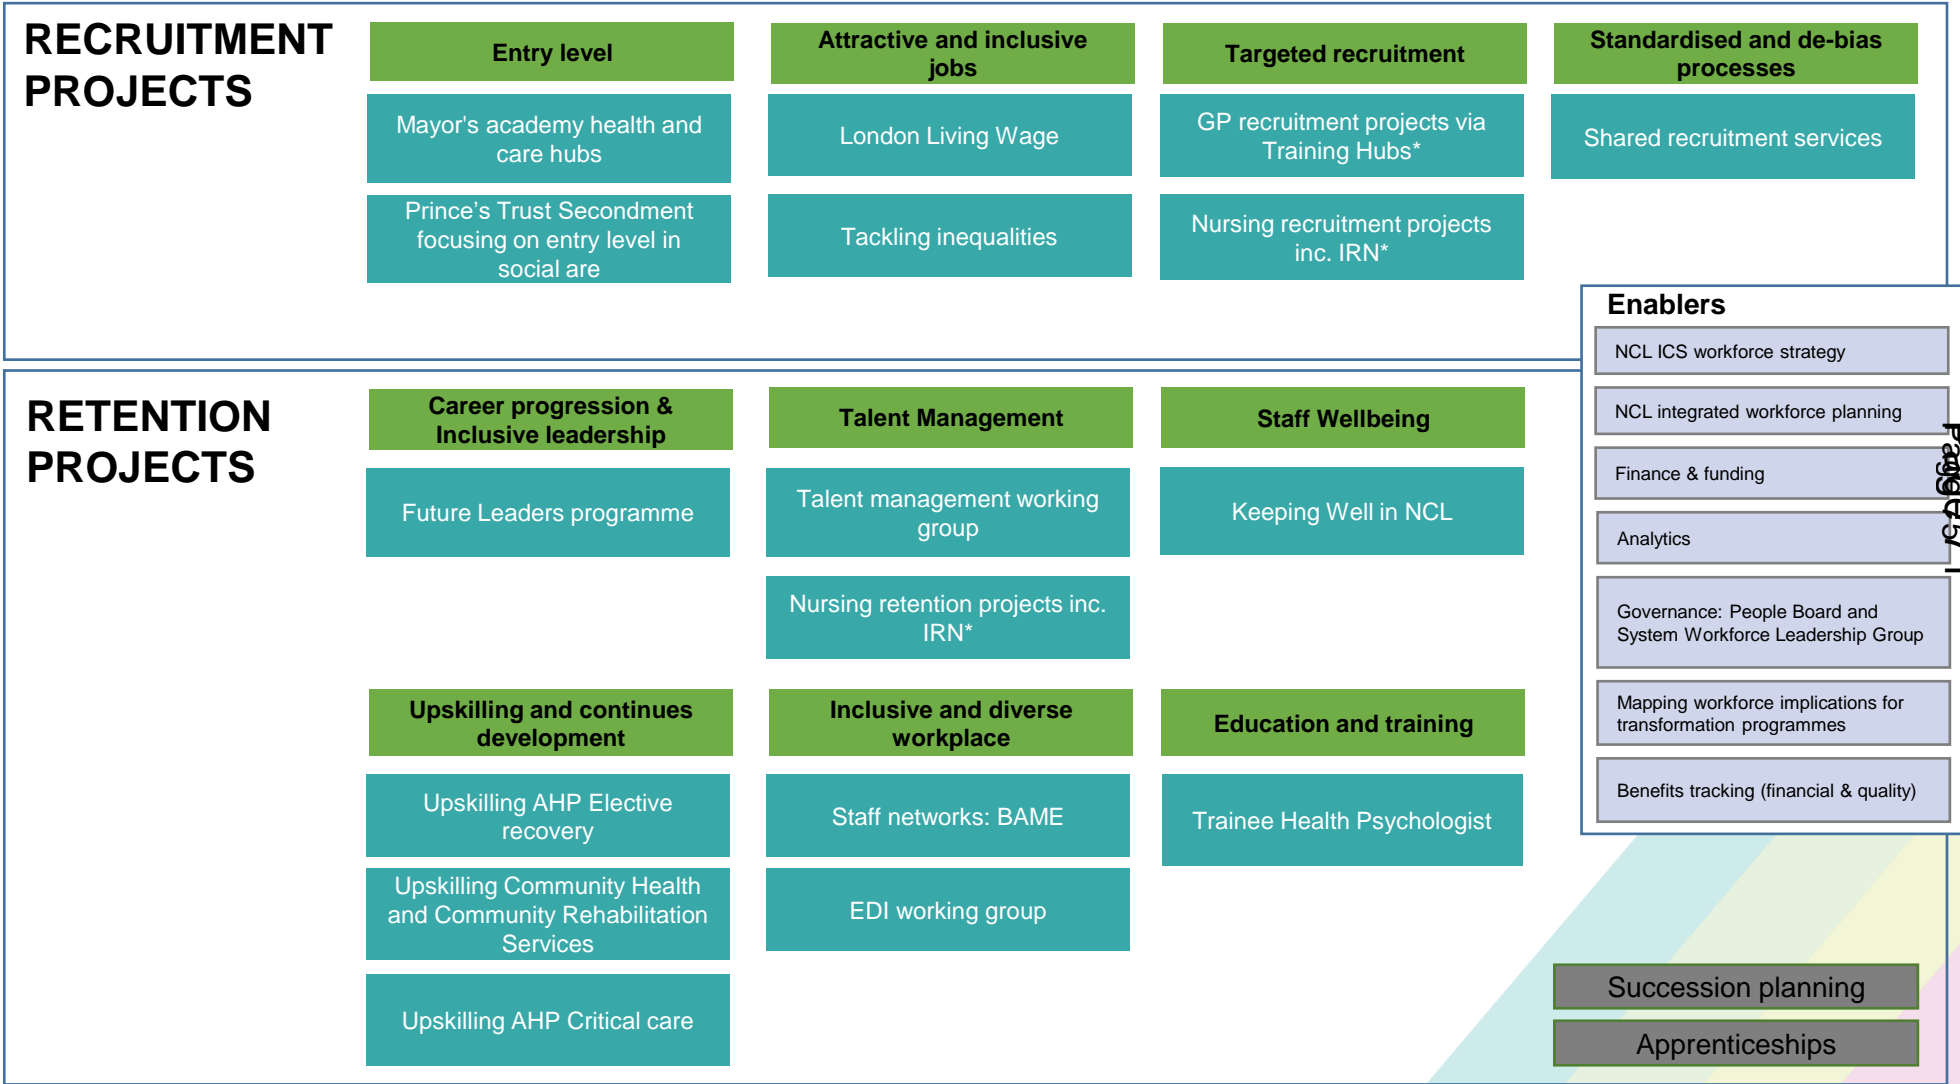 RECRUITMENT
PROJECTS
Entry level
Mayor's academy health and
care hubs
Prince’s Trust Secondment
focusing on entry level in
social are
Attractive and inclusive
jobs
London Living Wage
Tackling inequalities
Targeted recruitment
GP recruitment projects via
Training Hubs*
Nursing recruitment projects
inc. IRN*
Standardised and de-bias
processes
Shared recruitment services
RETENTION
PROJECTS
Career progression &
Inclusive leadership
Future Leaders programme
Talent Management
Talent management working
group
Nursing retention projects inc.
IRN*
Staff Wellbeing
Keeping Well in NCL
Upskilling and continues
development
Upskilling AHP Elective
recovery
Upskilling Community Health
and Community Rehabilitation
Services
Upskilling AHP Critical care
Inclusive and diverse
workplace
Staff networks: BAME
EDI working group
Education and training
Trainee Health Psychologist
Enablers
NCL ICS workforce strategy
NCL integrated workforce planning
Finance & funding
Analytics
Governance: People Board and
System Workforce Leadership Group
Mapping workforce implications for
transformation programmes
Benefits tracking (financial & quality)
Succession planning
Apprenticeships